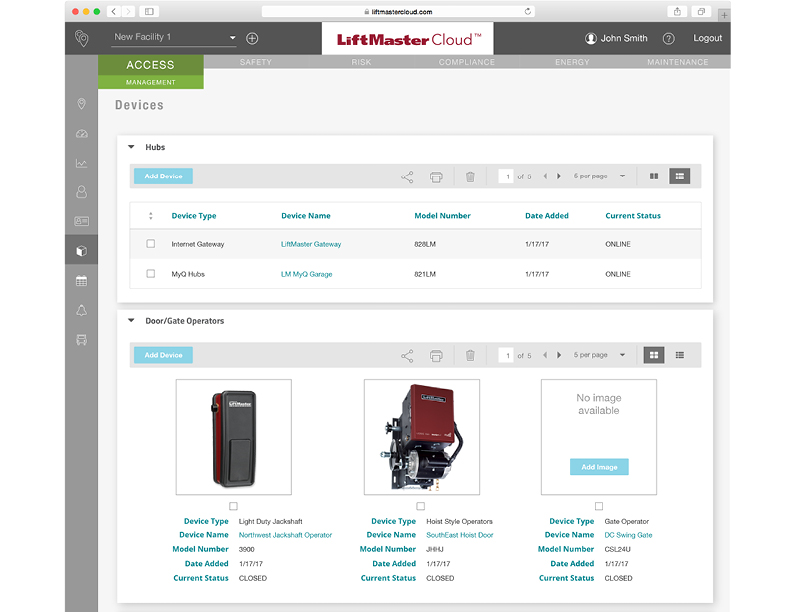 liftmastercloud.com
New Facility 1
LiftMaster Cloud™
John Smith
?
Logout
ACCESS
MANAGEMENT
SAFETY
RISK
COMPLIANCE
ENERGY
MAINTENANCE
Devices
Hubs
Add Device
1 of 0
5 per page
Device Type Device Name Model Number Date Added Current Status
Internet Gateway LiftMaster Gateway 828LM 1/17/17 ONLINE
MyQ Hubs LM MyQ Garage 821LM 1/17/17 ONLINE
Door/Gate Operators
Add Device
1 of 5
5 per page
LiftMaster
LiftMaster
No image
available
Add Image
Device Type Light Duty Jackshaft
Device Name Northwest Jackshaft Operator
Model Number 3900
Date Added 1/17/17
Current Status CLOSED
Device Type Hoist Style Operators
Device Name SouthEast Hoist Door
Model Number JHHJ
Date Added 1/17/17
Current Status CLOSED
Device Type Gate Operator
Device Name DC Swing Gate
Model Number CSL24U
Date Added 1/17/17
Current Status CLOSED